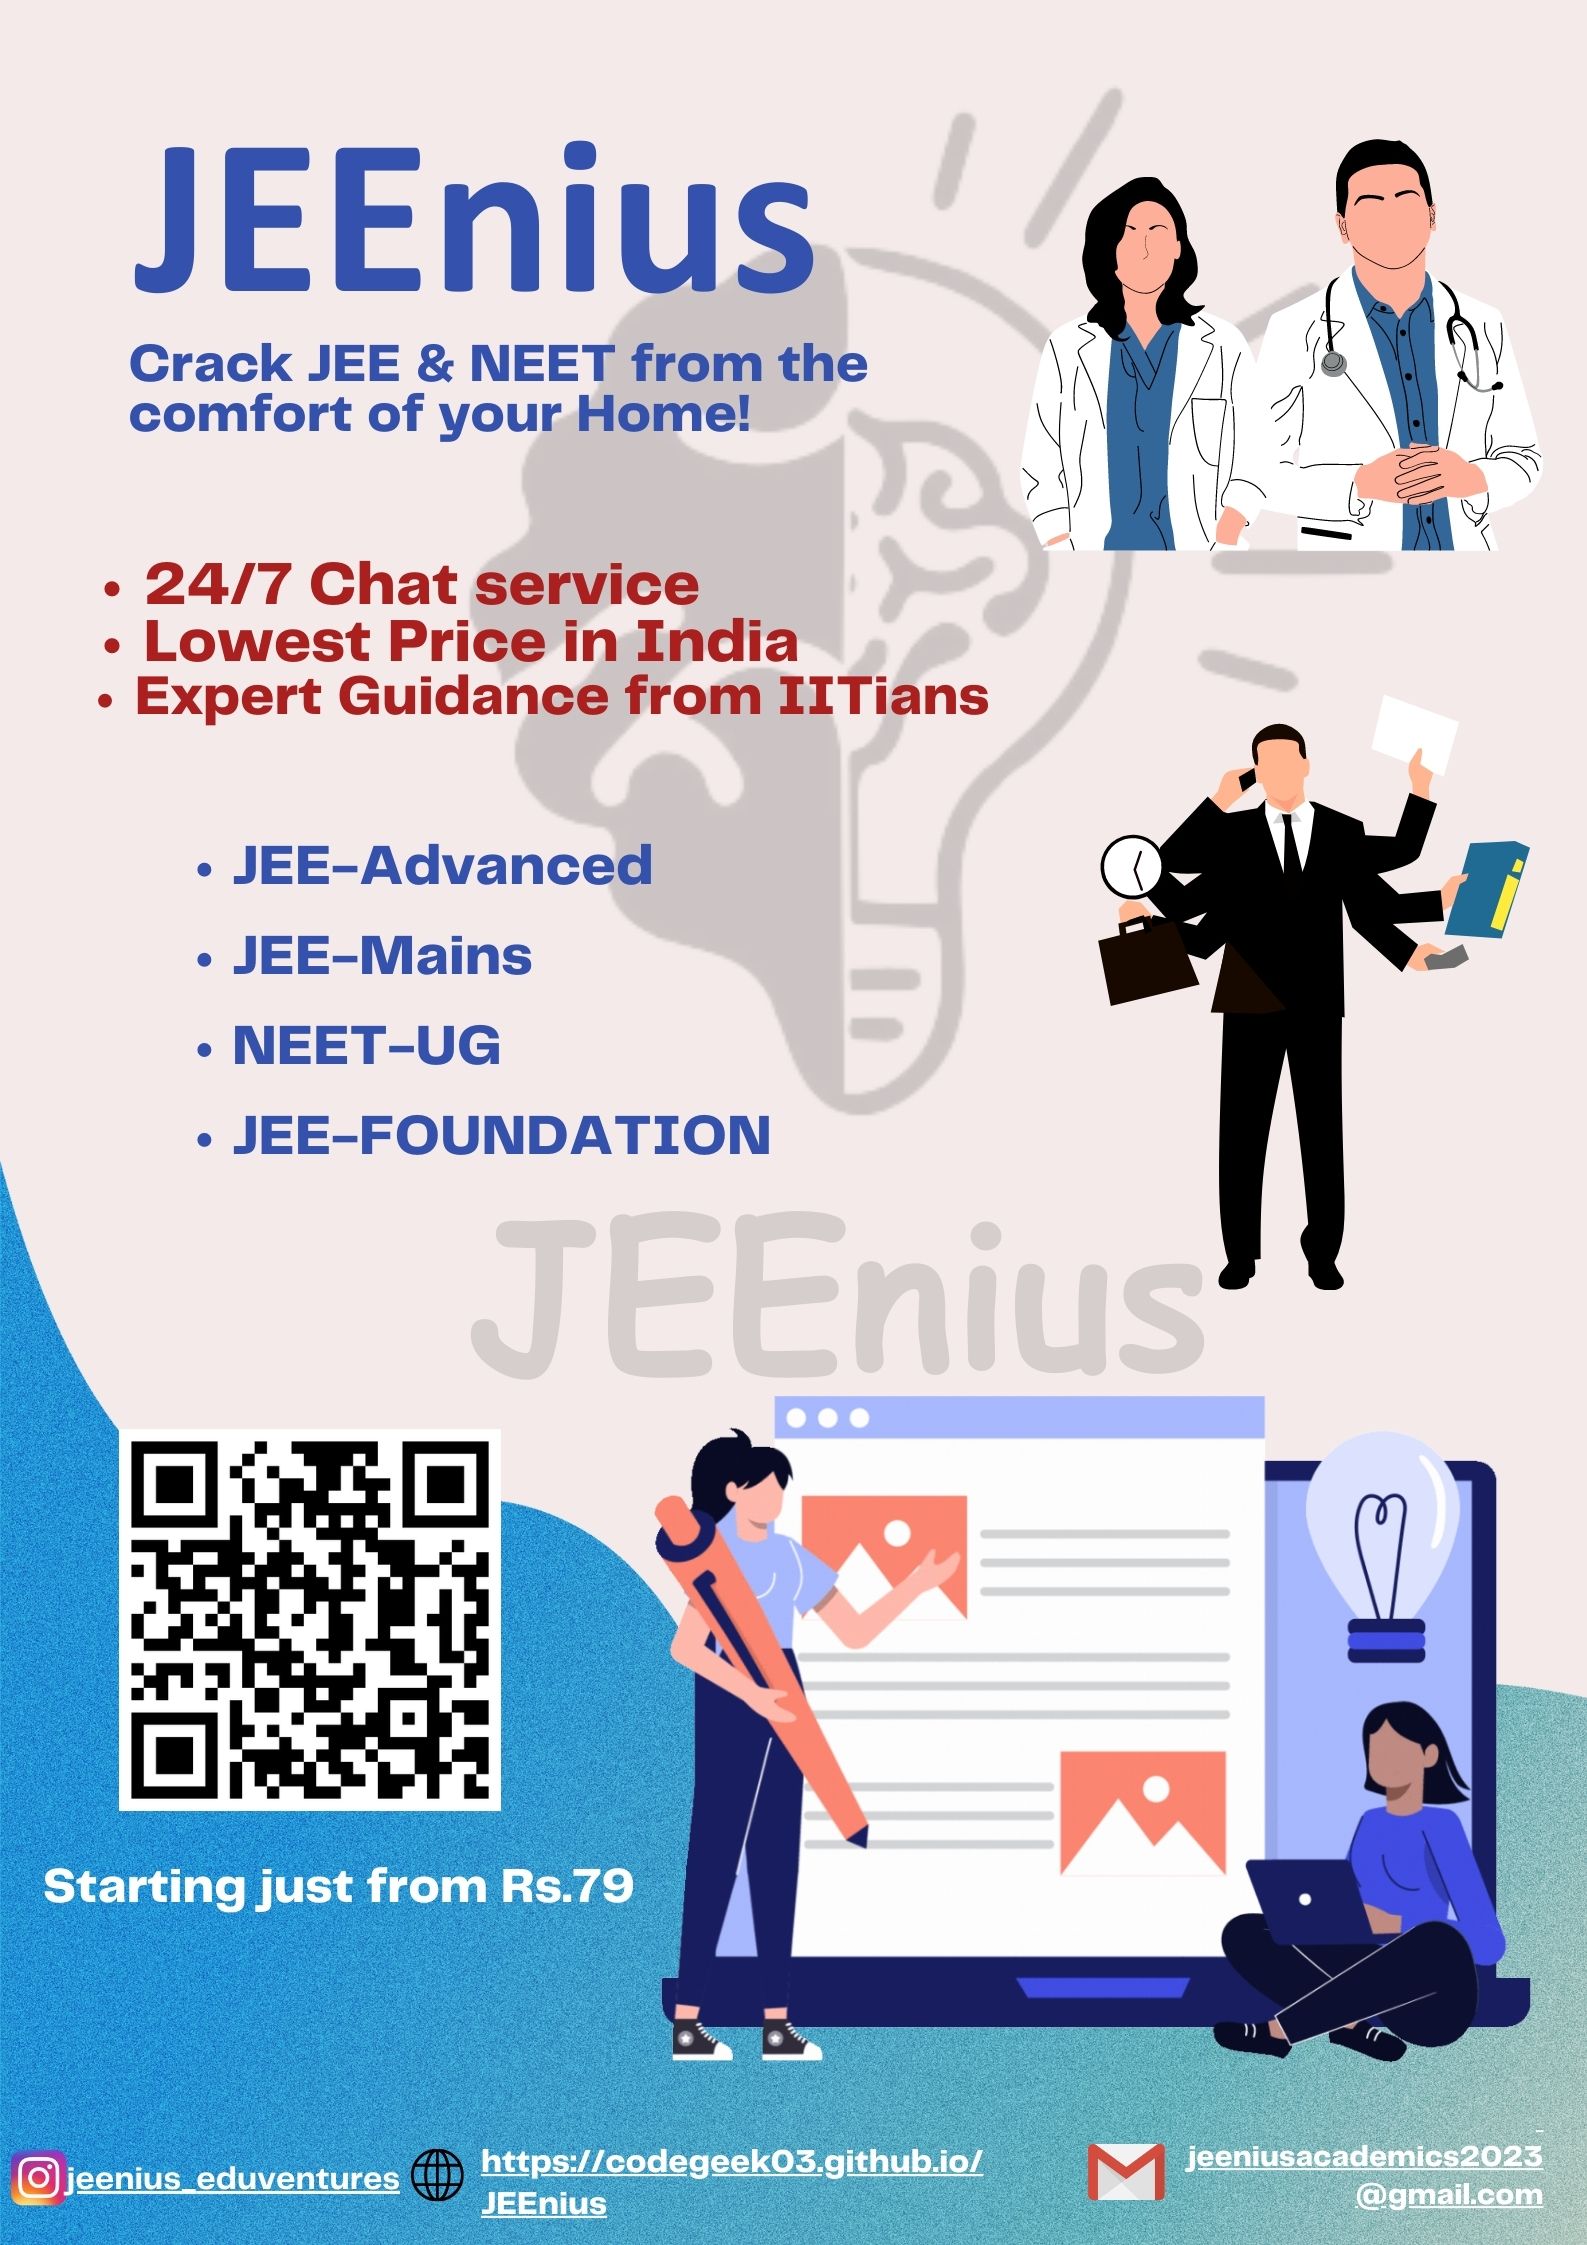 JEEnius
Crack JEE & NEET from the
comfort of your Home!
• 24/7 Chat service
• Lowest Price in India
• Expert Guidance from IITians
• JEE-Advanced
• JEE-Mains
• NEET-UG
• JEE-FOUNDATION
JEEnius
Starting just from Rs.79
jeenius_eduventures
https://codegeek03.github.io/
JEEnius
jeeniusacademics2023
@gmail.com